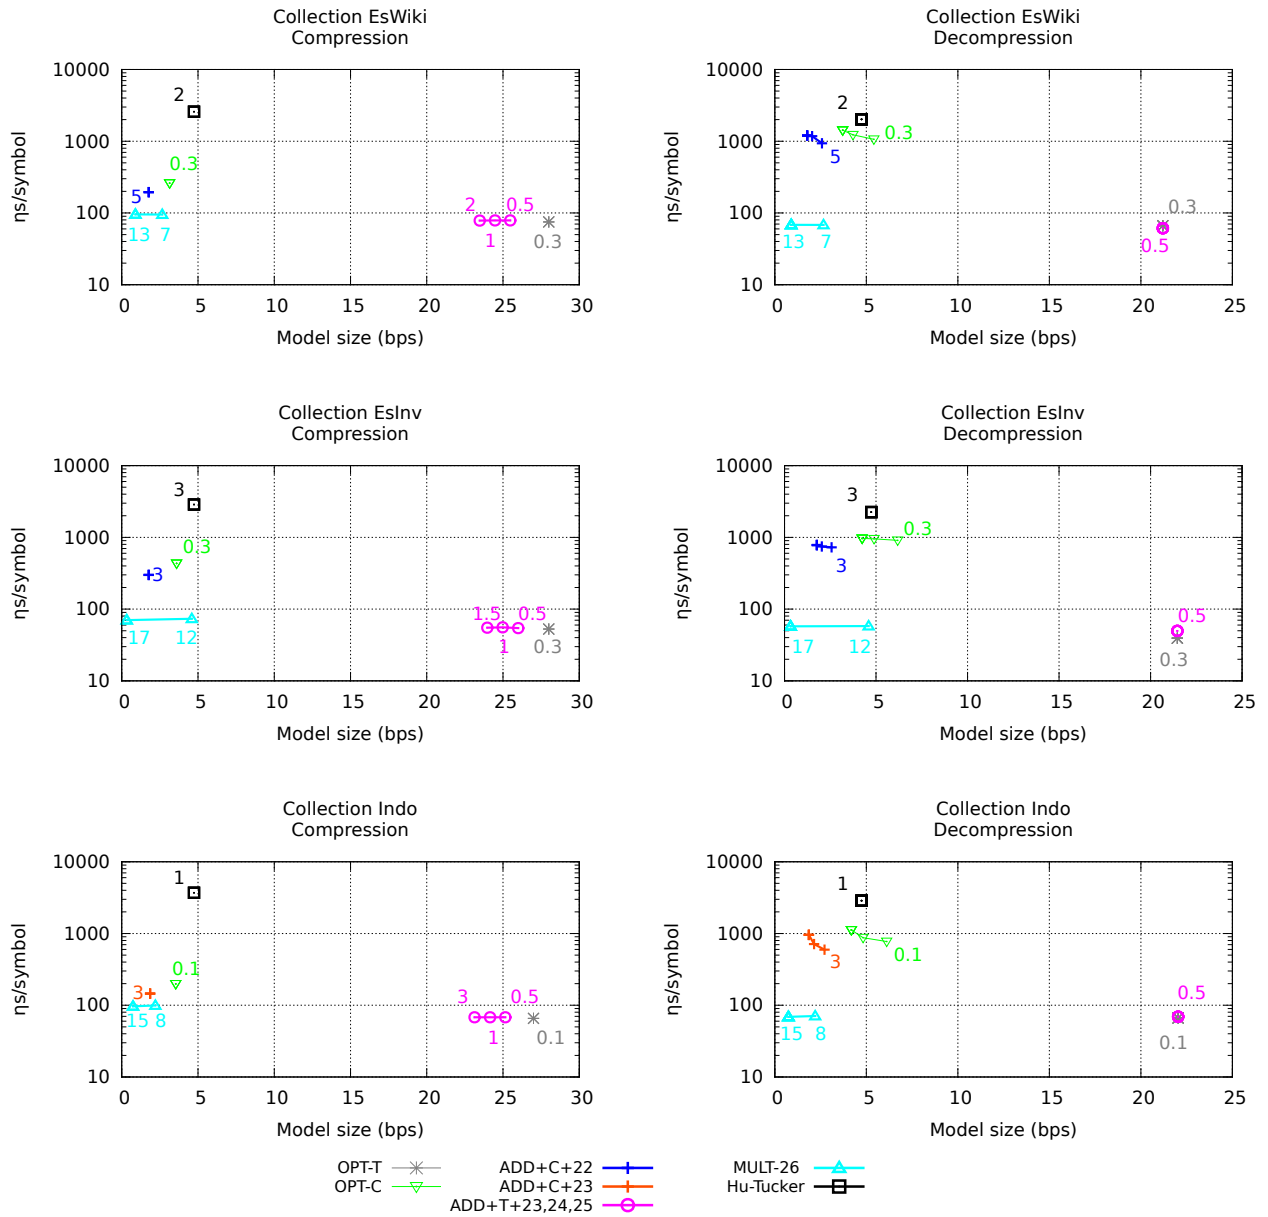 Collection EsWiki
Compression
10000
1000
100
10
0 5 10 15 20 25 30
ηs/symbol
Model size (bps)
2
0.3
5
13 7
2 0.5
1
0.3
Collection EsWiki
Decompression
10000
1000
100
10
0 5 10 15 20 25
ηs/symbol
Model size (bps)
2
0.3
5
13 7
0.3
0.5
Collection EsInv
Compression
10000
1000
100
10
0 5 10 15 20 25 30
ηs/symbol
Model size (bps)
3
0.3
3
17 12
1.5 0.5
1
0.3
Collection EsInv
Decompression
10000
1000
100
10
0 5 10 15 20 25
ηs/symbol
Model size (bps)
3
0.3
3
17 12
0.5
0.3
Collection Indo
Compression
10000
1000
100
10
0 5 10 15 20 25 30
ηs/symbol
Model size (bps)
1
0.1
3
15 8
3 0.5
1
0.1
Collection Indo
Decompression
10000
1000
100
10
0 5 10 15 20 25
ηs/symbol
Model size (bps)
1
0.1
3
15 8
0.5
0.1
OPT-T
OPT-C
ADD+C+22
ADD+C+23
ADD+T+23,24,25
MULT-26
Hu-Tucker